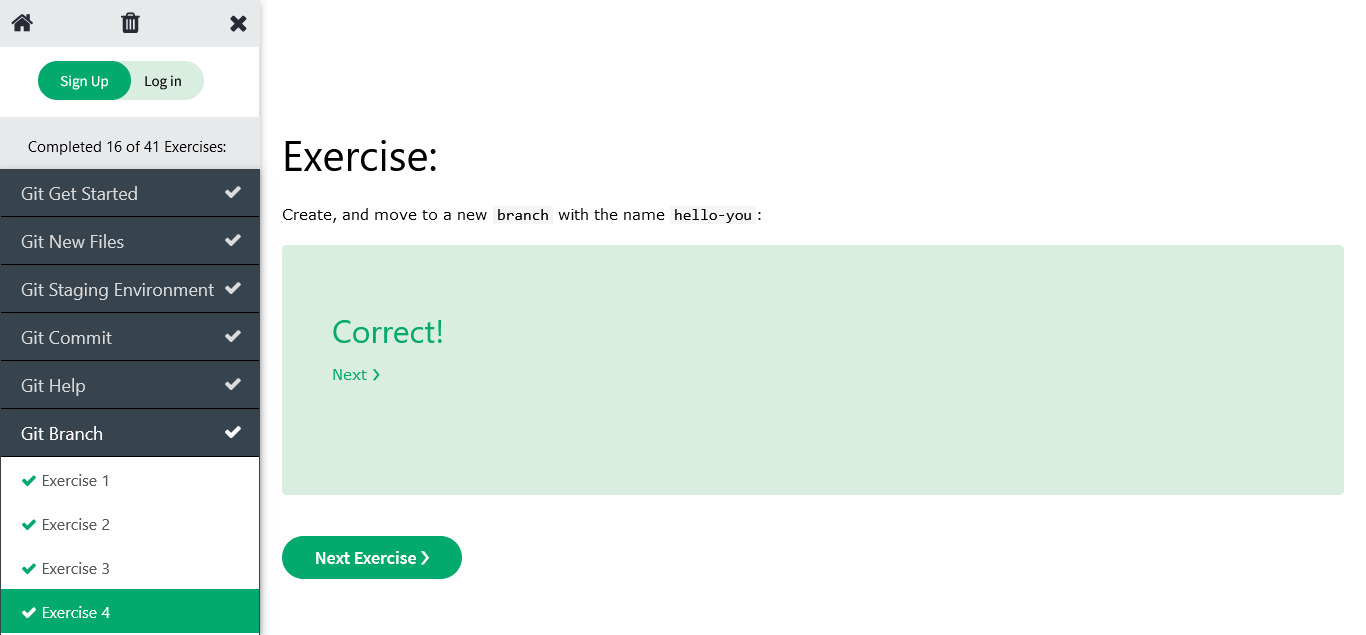 Sign Up
Log in
Completed 16 of 41 Exercises:
Git Get Started
Git New Files
Git Staging Environment
Git Commit
Git Help
Git Branch
Exercise 1
Exercise 2
Exercise 3
Exercise 4
Exercise:
Create, and move to a new branch with the name hello-you:
Correct!
Next ❯
Next Exercise ❯